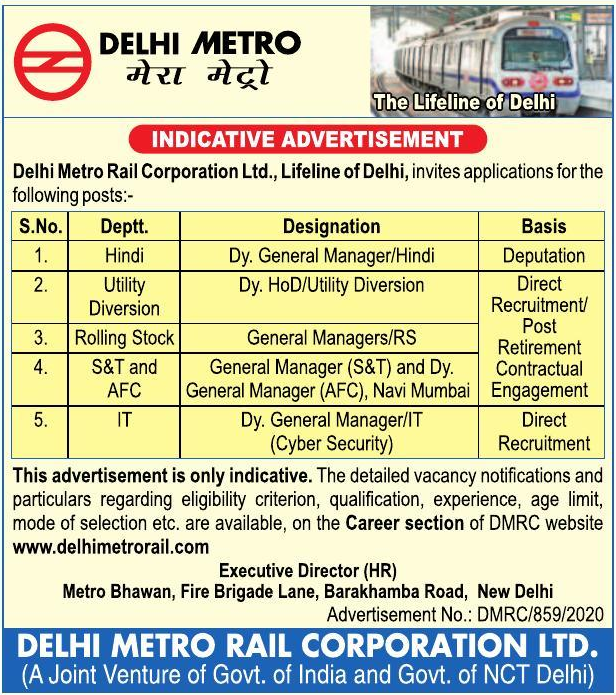 DELHI METRO
मेरा मेट्रो
The Lifeline of Delhi
INDICATIVE ADVERTISEMENT
Delhi Metro Rail Corporation Ltd., Lifeline of Delhi, invites applications for the
following posts:-
S.No. Deptt. Designation Basis
1. Hindi Dy. General Manager/Hindi Deputation
2. Utility Diversion Dy. HoD/Utility Diversion Direct
Recruitment/
Post
Retirement
Contractual
Engagement
3. Rolling Stock General Managers/RS
4. S&T and AFC General Manager (S&T) and Dy.
General Manager (AFC), Navi Mumbai
5. IT Dy. General Manager/IT
(Cyber Security) Direct
Recruitment
This advertisement is only indicative. The detailed vacancy notifications and
particulars regarding eligibility criterion, qualification, experience, age limit,
mode of selection etc. are available, on the Career section of DMRC website
www.delhimetrorail.com
Executive Director (HR)
Metro Bhawan, Fire Brigade Lane, Barakhamba Road, New Delhi
Advertisement No.: DMRC/859/2020
DELHI METRO RAIL CORPORATION LTD.
(A Joint Venture of Govt. of India and Govt. of NCT Delhi)